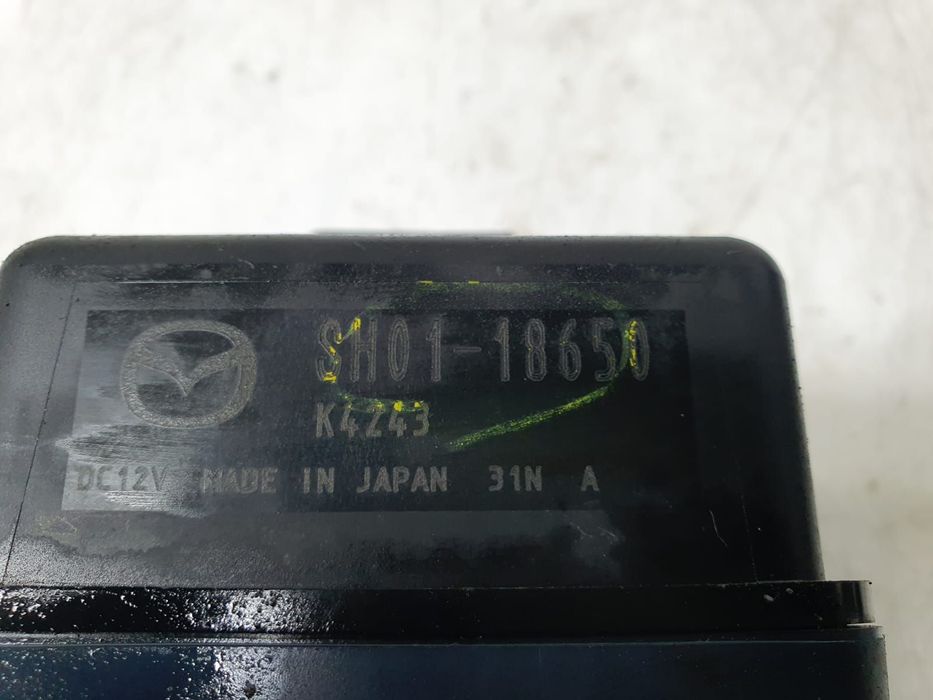 SH01-18650
K4243
DC12V MADE IN JAPAN 31N A